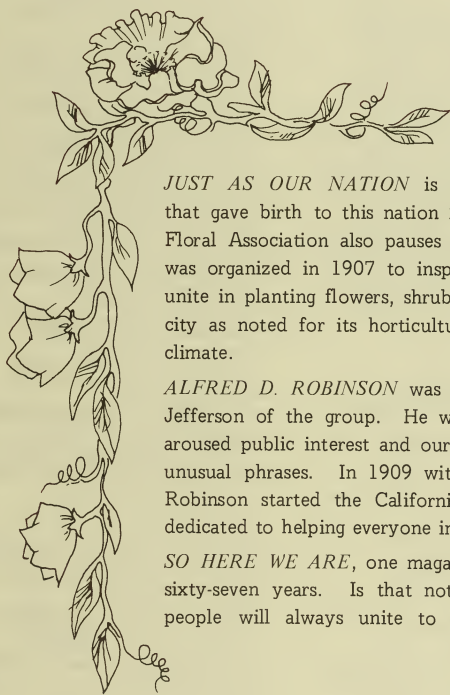 JUST AS OUR NATION is
that gave birth to this nation
Floral Association also pauses
was organized in 1907 to insp
unite in planting flowers, shrub
city as noted for its horticultu
climate.
ALFRED D. ROBINSON was
Jefferson of the group. He w
aroused public interest and our
unusual phrases. In 1909 wit
Robinson started the Californi
dedicated to helping everyone in
SO HERE WE ARE, one maga
sixty-seven years. Is that not
people will always unite to